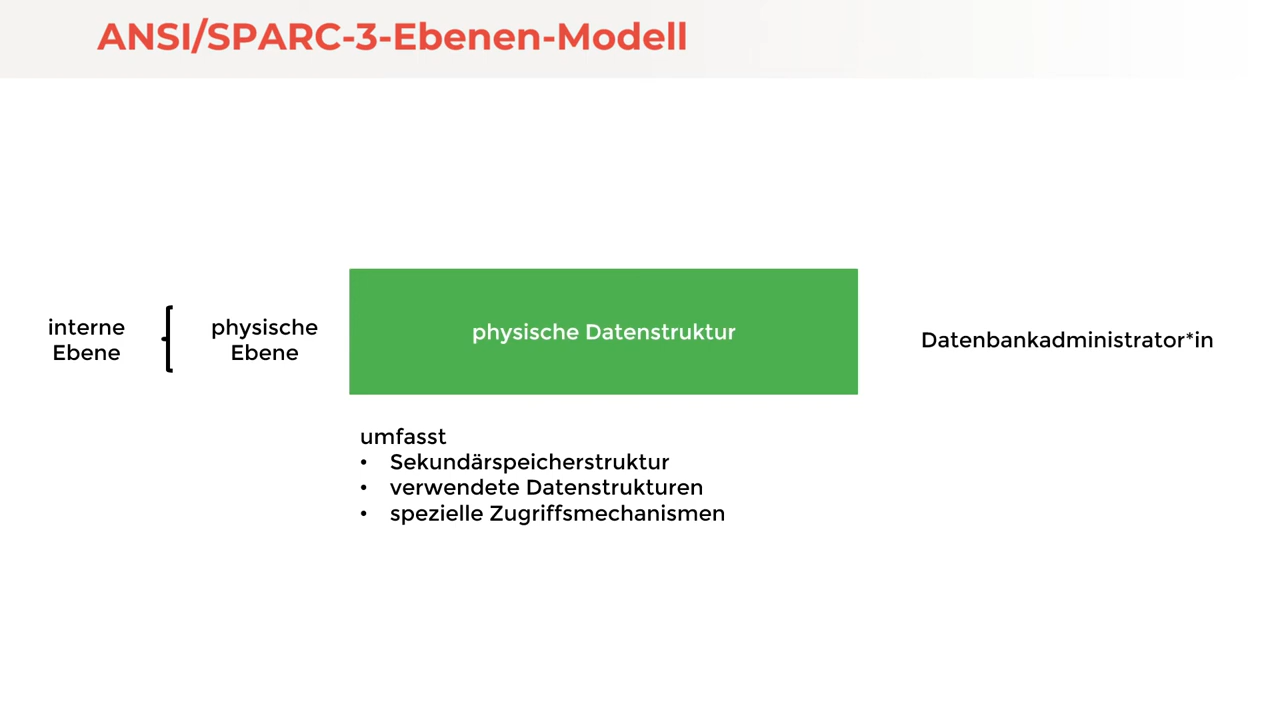 ANSI/SPARC-3-Ebenen-Modell
interne
Ebene
physische
Ebene
physische Datenstruktur
Datenbankadministrator*in
umfasst
• Sekundärspeicherstruktur
• verwendete Datenstrukturen
• spezielle Zugriffsmechanismen